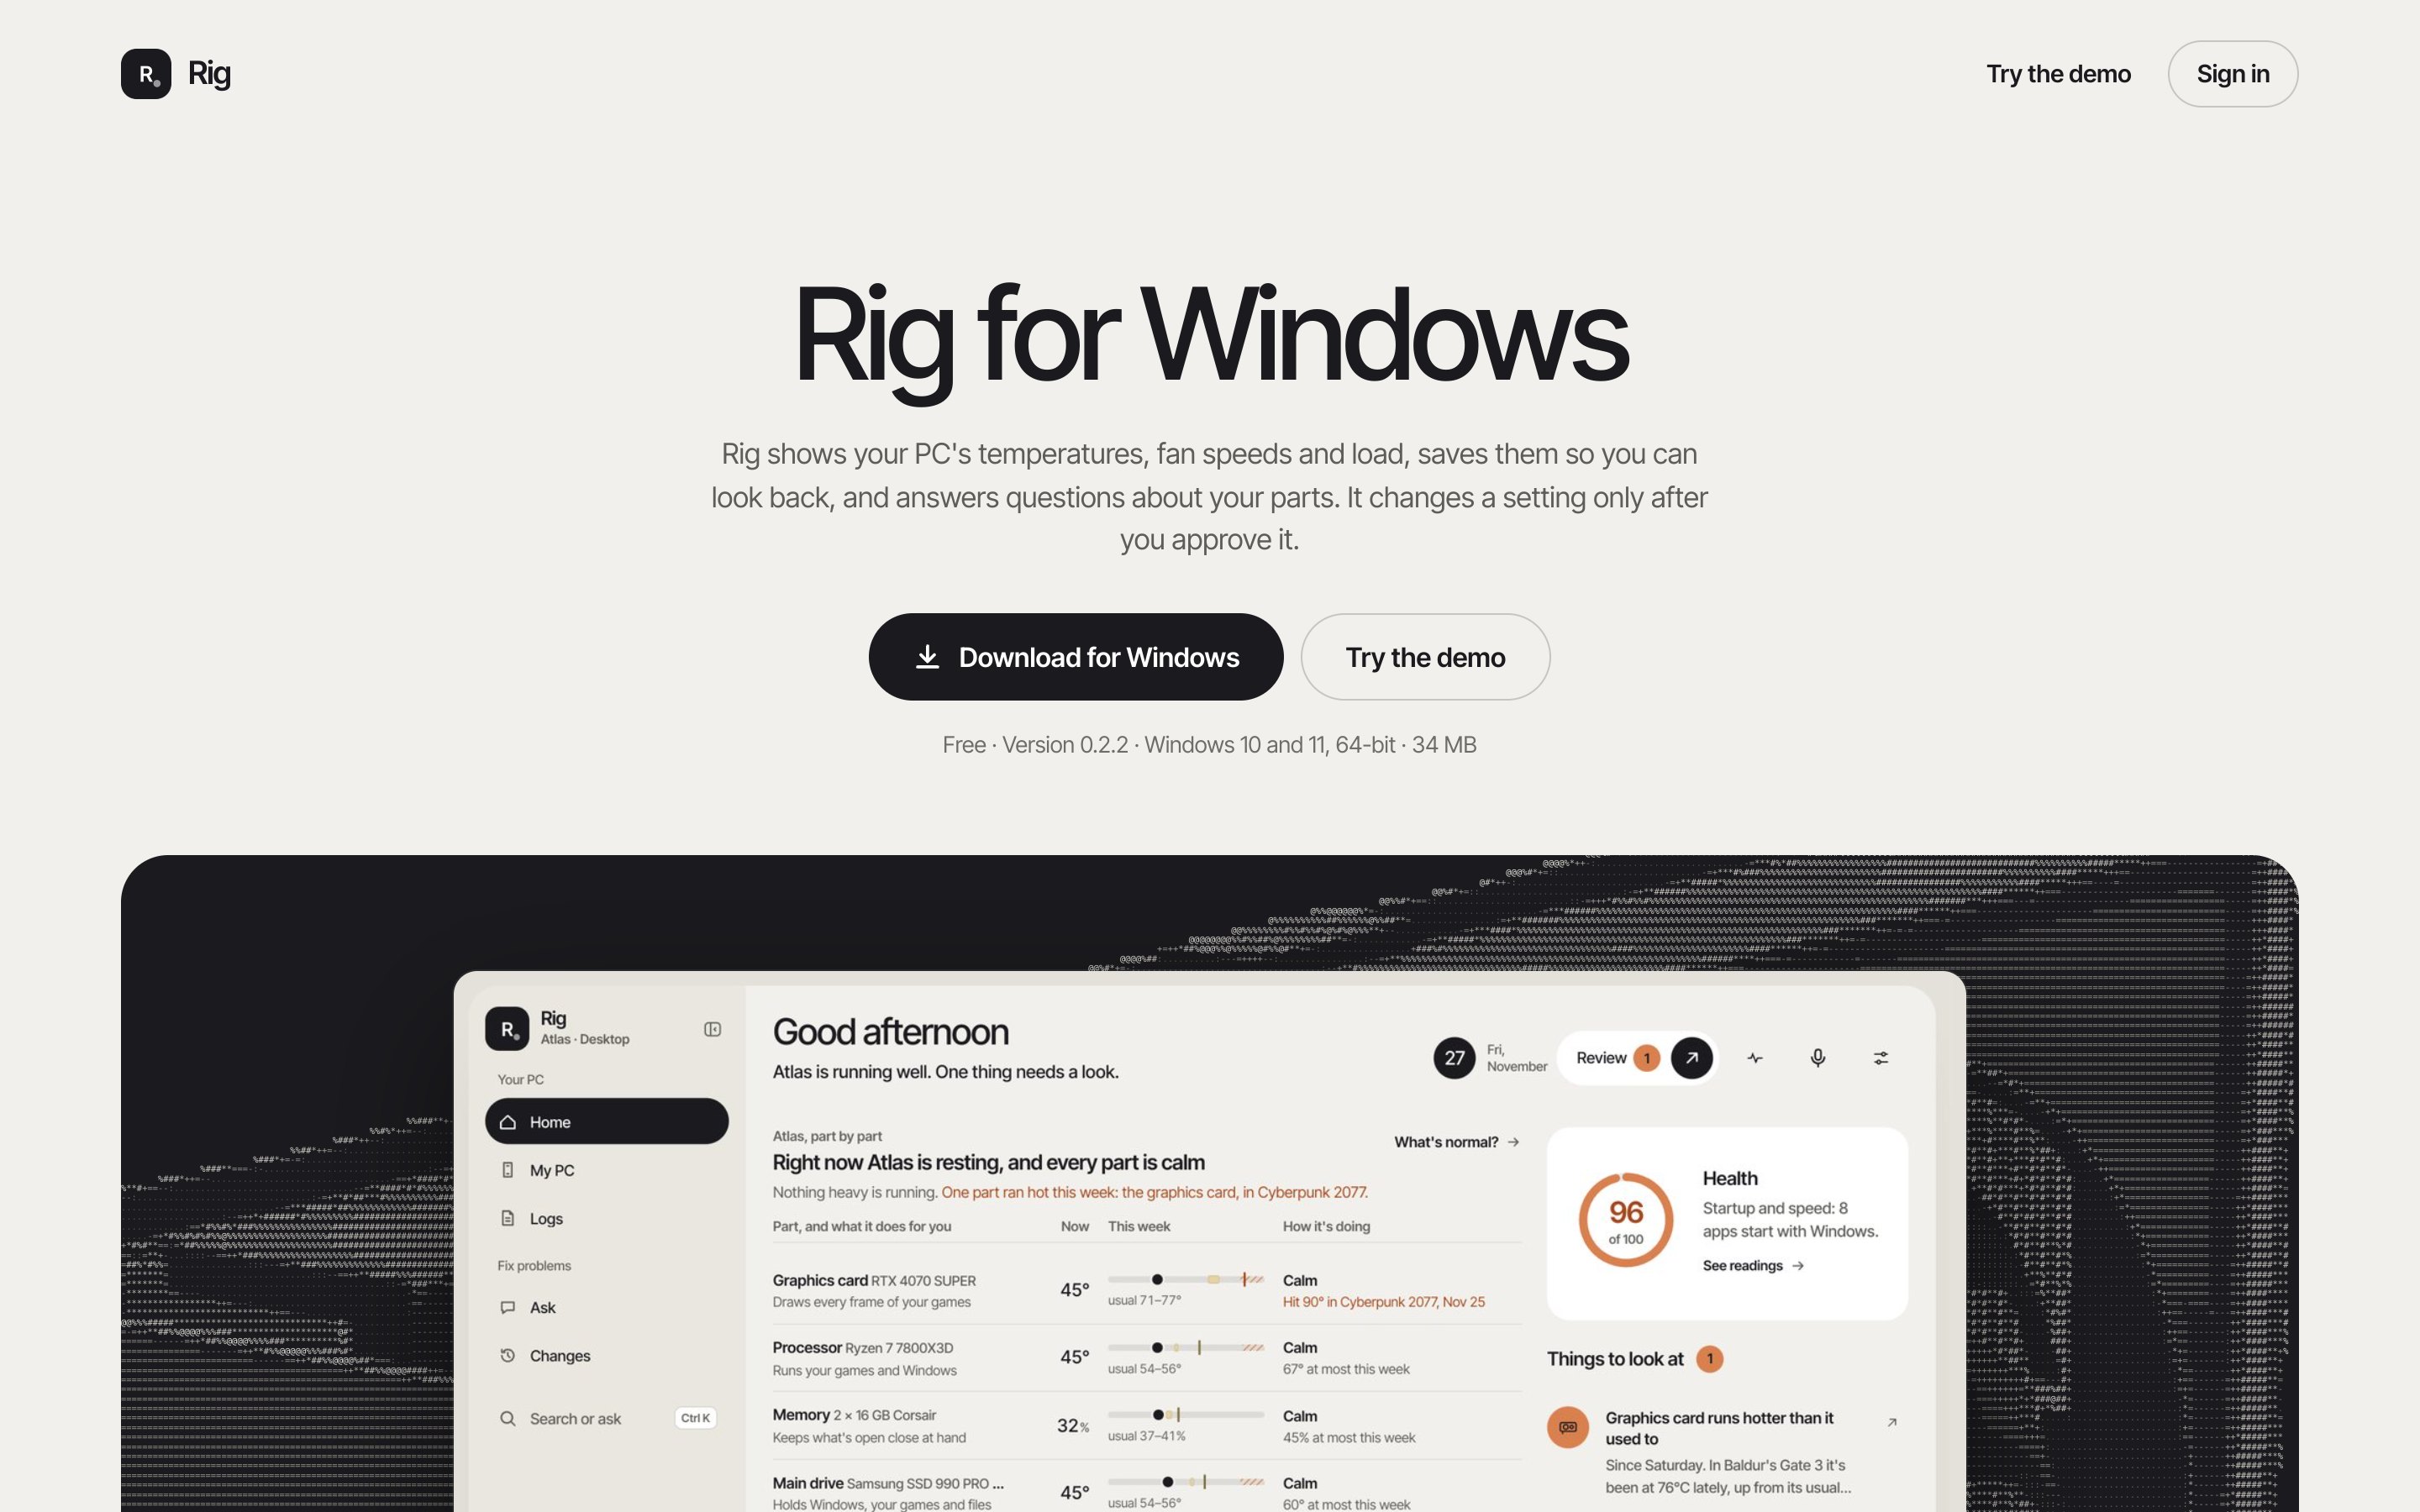 R. Rig
Try the demo
Sign in
Rig for Windows
Rig shows your PC's temperatures, fan speeds and load, saves them so you can
look back, and answers questions about your parts. It changes a setting only after
you approve it.
Download for Windows
Try the demo
Free · Version 0.2.2 · Windows 10 and 11, 64-bit · 34 MB
R. Rig
Atlas · Desktop
Your PC
Home
My PC
Logs
Fix problems
Ask
Changes
Search or ask
Ctrl K
Good afternoon
Atlas is running well. One thing needs a look.
27
Fri,
November
Review 1
Atlas, part by part
What's normal?
Right now Atlas is resting, and every part is calm
Nothing heavy is running. One part ran hot this week: the graphics card, in Cyberpunk 2077.
Part, and what it does for you
Now
This week
How it's doing
Graphics card RTX 4070 SUPER
Draws every frame of your games
45°
usual 71–77°
Calm
Hit 90° in Cyberpunk 2077, Nov 25
Processor Ryzen 7 7800X3D
Runs your games and Windows
45°
usual 54–56°
Calm
67° at most this week
Memory 2 × 16 GB Corsair
Keeps what's open close at hand
32%
usual 37–41%
Calm
45% at most this week
Main drive Samsung SSD 990 PRO ...
Holds Windows, your games and files
45°
usual 54–56°
Calm
60° at most this week
96
of 100
Health
Startup and speed: 8
apps start with Windows.
See readings
Things to look at 1
Graphics card runs hotter than it
used to
Since Saturday. In Baldur's Gate 3 it's
been at 76°C lately, up from its usual...